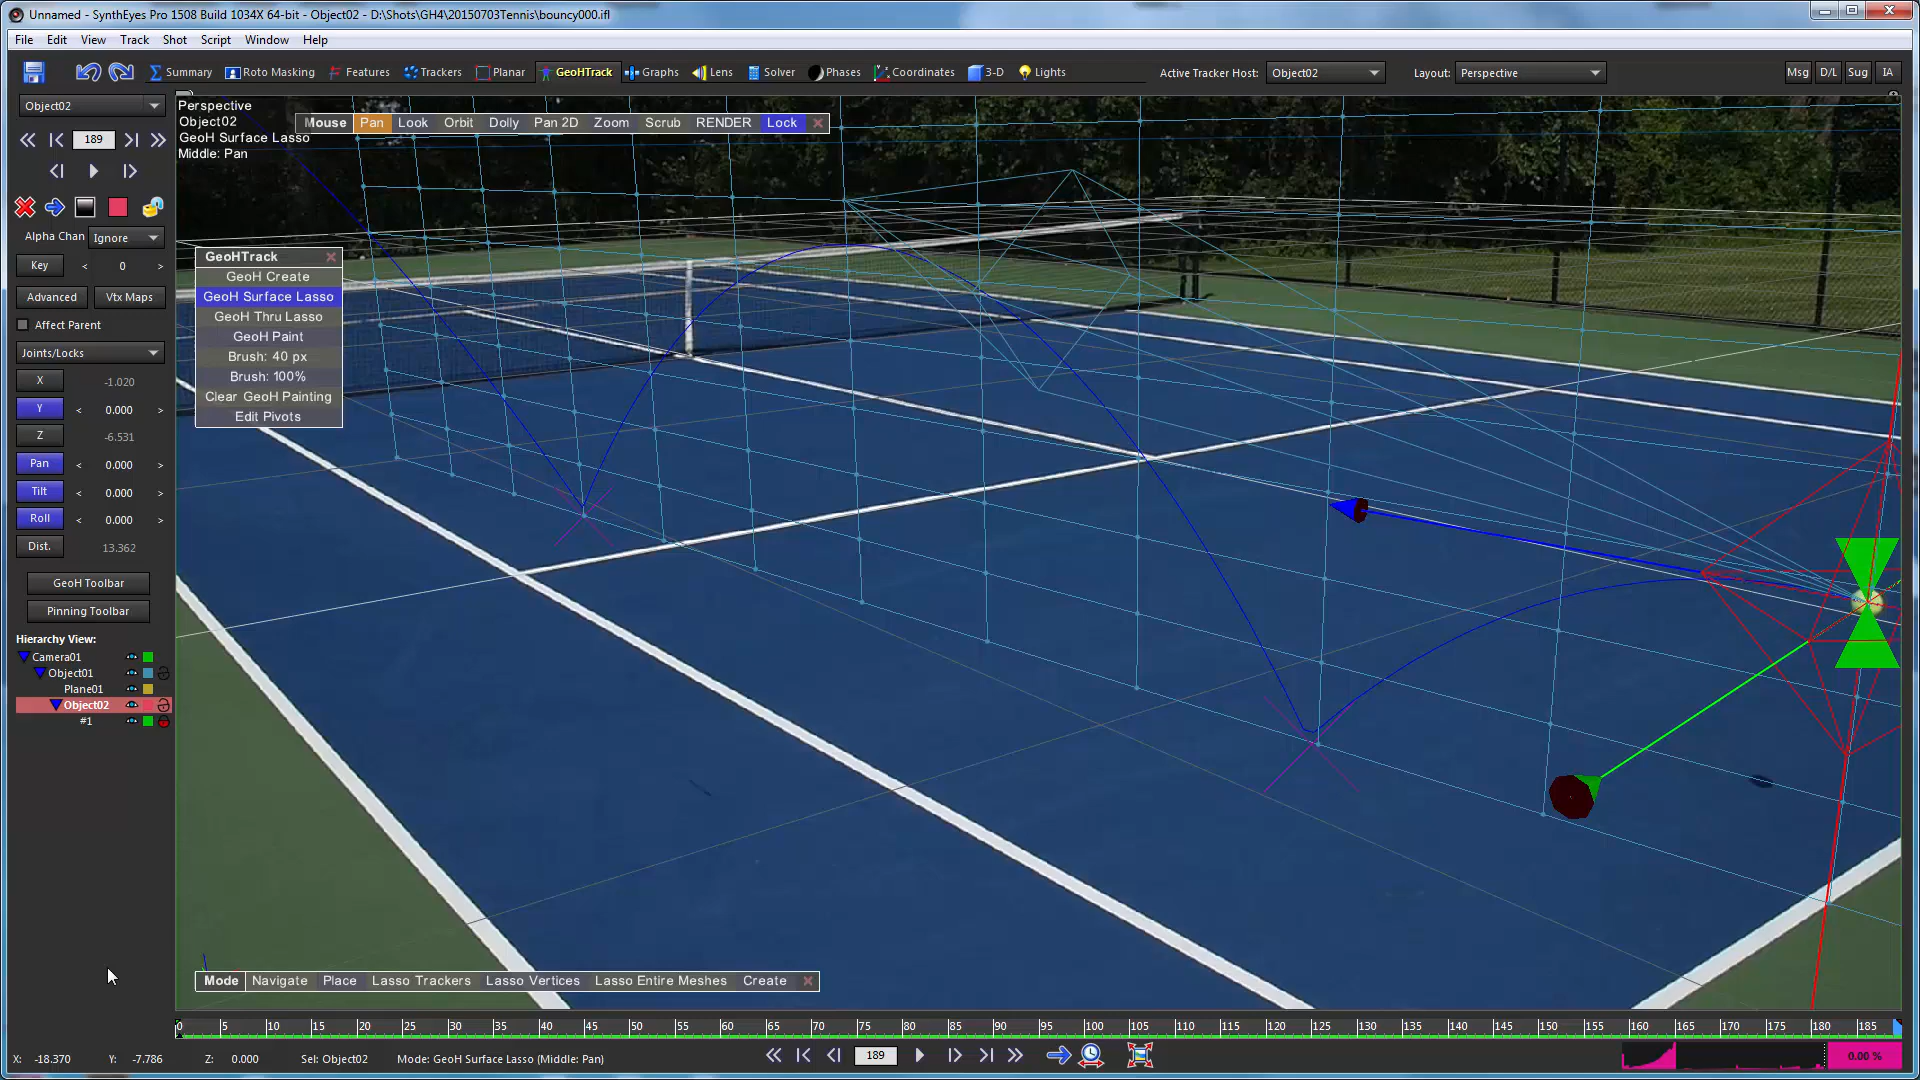 Unnamed - SynthEyes Pro 1508 Build 1034X 64-bit - Object02 - D:\Shots\GH4\20150703Tennis\bouncy000.ifl
File Edit View Track Shot Script Window Help
Summary Roto Masking Features Trackers Planar GeoHTrack Graphs Lens Solver Phases Coordinates 3-D Lights Active Tracker Host: Object02 Layout: Perspective Msg D/L Sug IA
Object02
189
Alpha Chan Ignore
Key < 0 >
Advanced Vtx Maps
Affect Parent
Joints/Locks
X -1.020
Y < 0.000 >
Z -6.531
Pan < 0.000 >
Tilt < 0.000 >
Roll < 0.000 >
Dist. 13.362
GeoH Toolbar
Pinning Toolbar
Hierarchy View:
Camera01
Object01
Plane01
Object02
#1
Perspective
Object02
GeoH Surface Lasso
Middle: Pan
Mouse Pan Look Orbit Dolly Pan 2D Zoom Scrub RENDER Lock
GeoHTrack
GeoH Create
GeoH Surface Lasso
GeoH Thru Lasso
GeoH Paint
Brush: 40 px
Brush: 100%
Clear GeoH Painting
Edit Pivots
Mode Navigate Place Lasso Trackers Lasso Vertices Lasso Entire Meshes Create
0 5 10 15 20 25 30 35 40 45 50 55 60 65 70 75 80 85 90 95 100 105 110 115 120 125 130 135 140 145 150 155 160 165 170 175 180 185
X: -18.370 Y: -7.786 Z: 0.000 Sel: Object02 Mode: GeoH Surface Lasso (Middle: Pan) 189 0.00 %